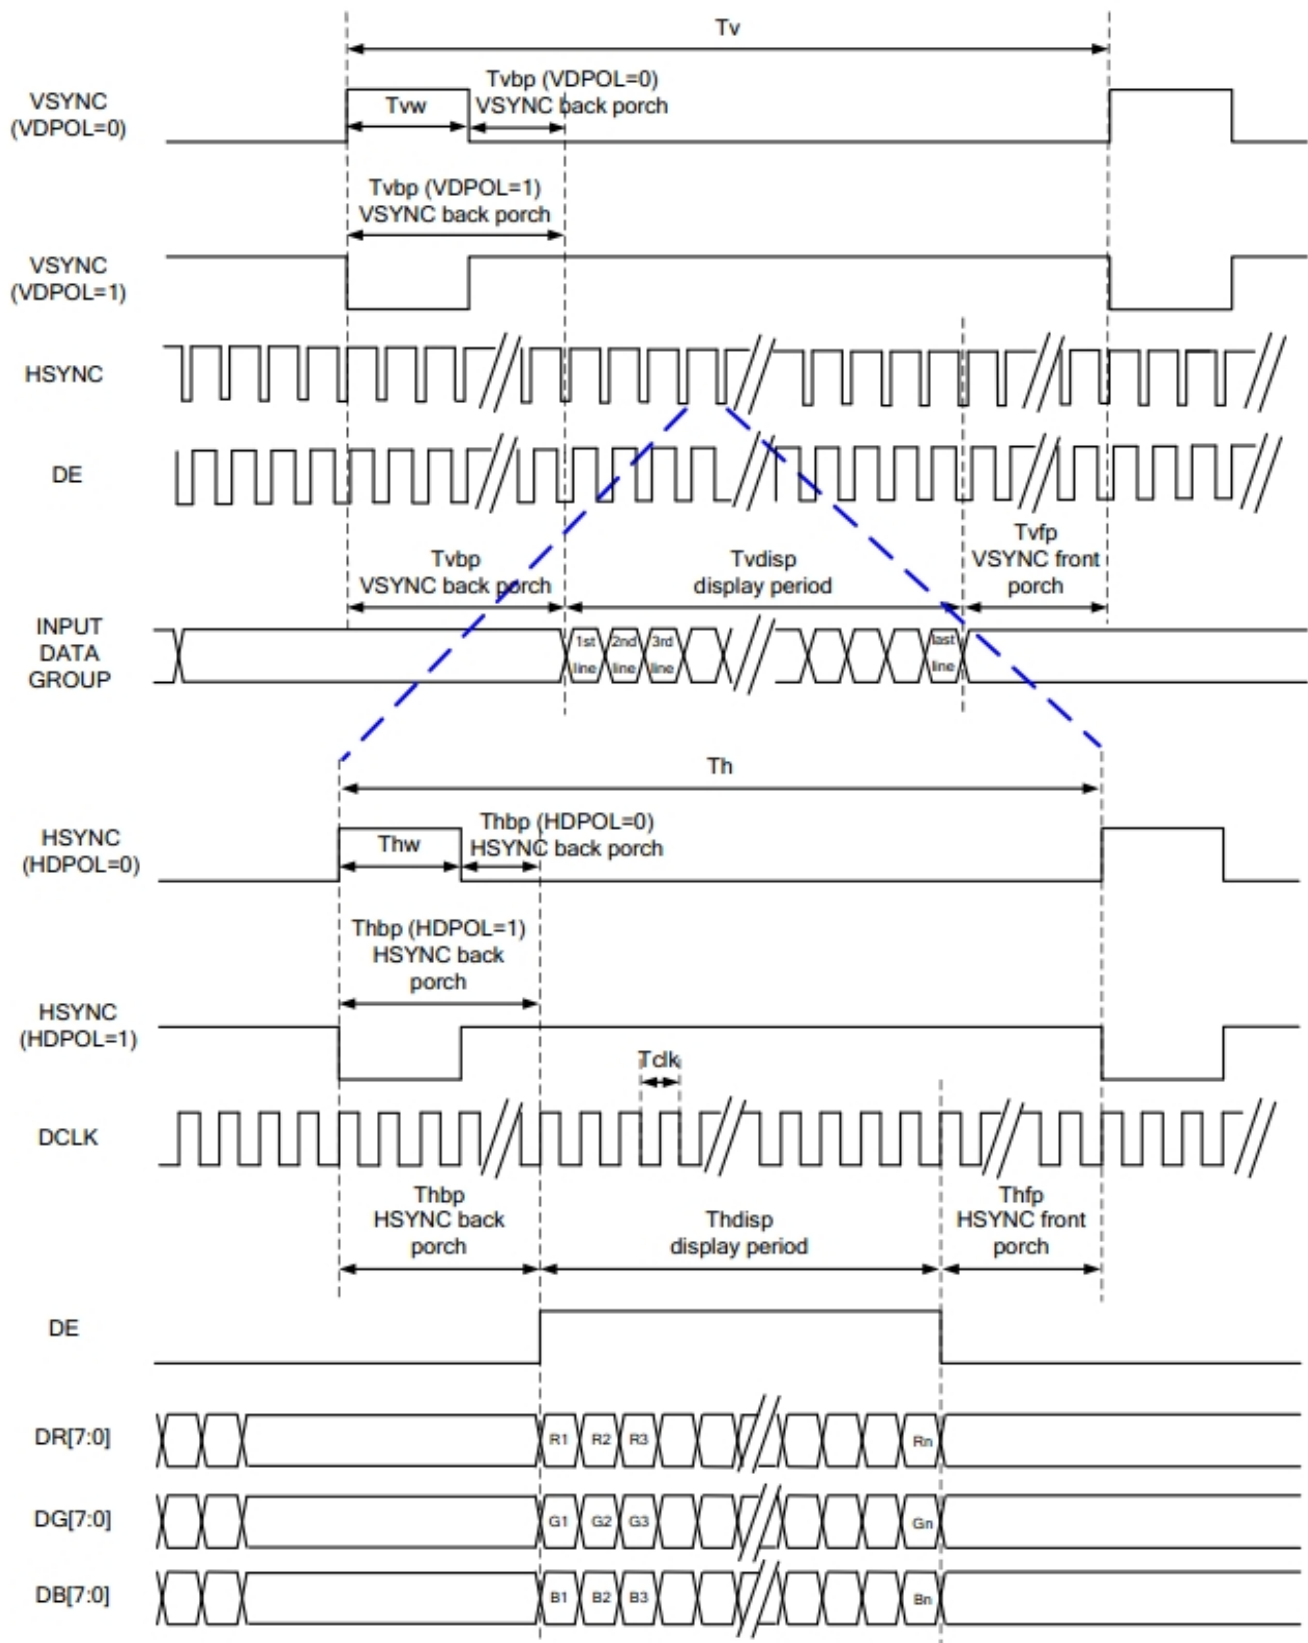 Tv
VSYNC
(VDPOL=0)
Tvw
Tvbp (VDPOL=0)
VSYNC back porch
Tvbp (VDPOL=1)
VSYNC back porch
VSYNC
(VDPOL=1)
HSYNC
DE
Tvbp
VSYNC back porch
Tvdisp
display period
Tvfp
VSYNC front
porch
INPUT
DATA
GROUP
1st
line
2nd
line
3rd
line
last
line
Th
HSYNC
(HDPOL=0)
Thw
Thbp (HDPOL=0)
HSYNC back porch
Thbp (HDPOL=1)
HSYNC back
porch
HSYNC
(HDPOL=1)
Tclk
DCLK
Thbp
HSYNC back
porch
Thdisp
display period
Thfp
HSYNC front
porch
DE
DR[7:0]
R1 R2 R3 Rn
DG[7:0]
G1 G2 G3 Gn
DB[7:0]
B1 B2 B3 Bn